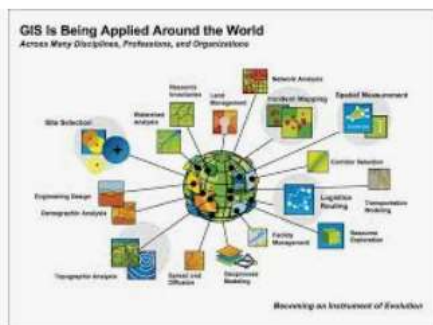 GIS Is Being Applied Around the World
Across Many Disciplines, Professions, and Organizations
Network Analysis
Resource
Inventories
Land
Management
Incident Mapping
Spatial Measurement
Watershed
Analysis
Site Selection
Corridor Selection
Engineering Design
Demographic Analysis
Logistics
Routing
Transportation
Modeling
Facility
Management
Resource
Exploration
Topographic Analysis
Spread and
Diffusion
Geoprocess
Modeling
Becoming an Instrument of Evolution